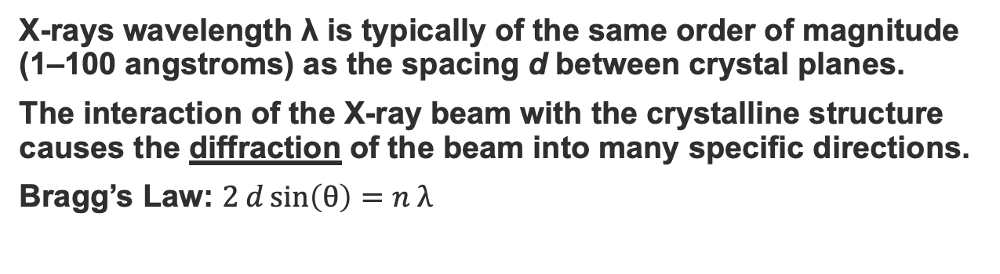 X-rays wavelength λ is typically of the same order of magnitude
(1–100 angstroms) as the spacing d between crystal planes.
The interaction of the X-ray beam with the crystalline structure
causes the diffraction of the beam into many specific directions.
Bragg’s Law: 2 d sin(θ) = n λ